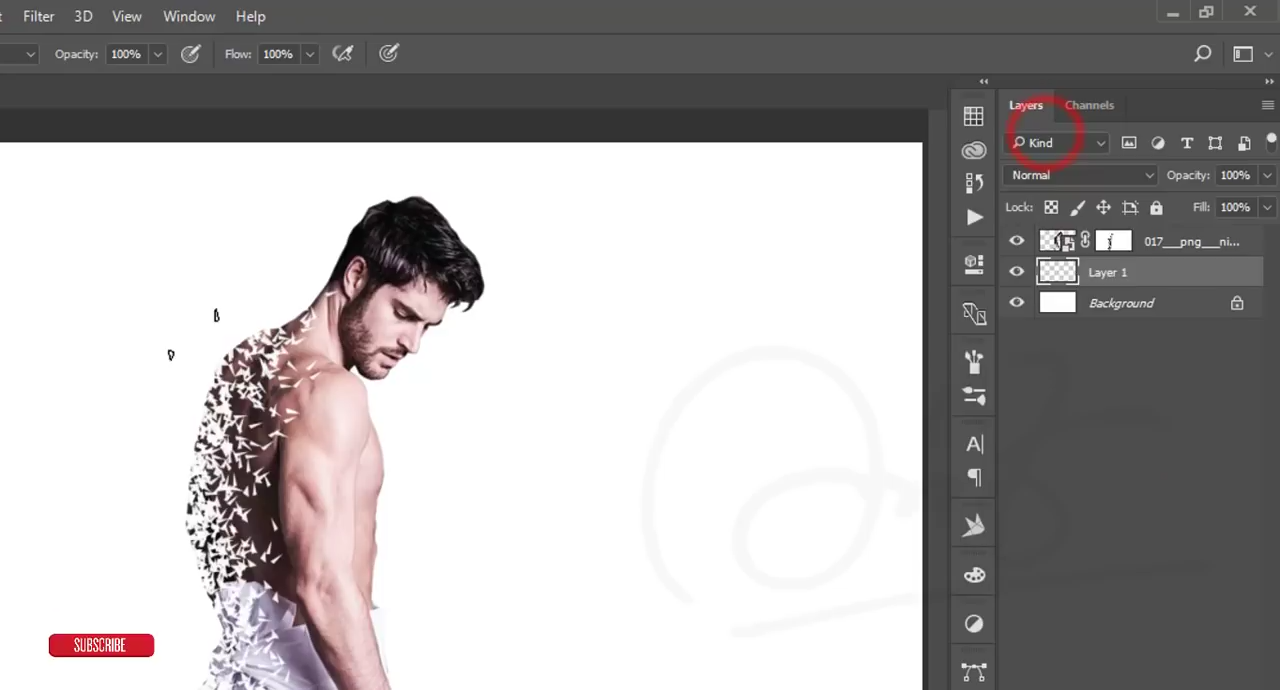 Filter 3D View Window Help
Opacity: 100% Flow: 100%
Layers Channels
Kind
Normal Opacity: 100%
Lock: Fill: 100%
017__png__ni...
Layer 1
Background
SUBSCRIBE